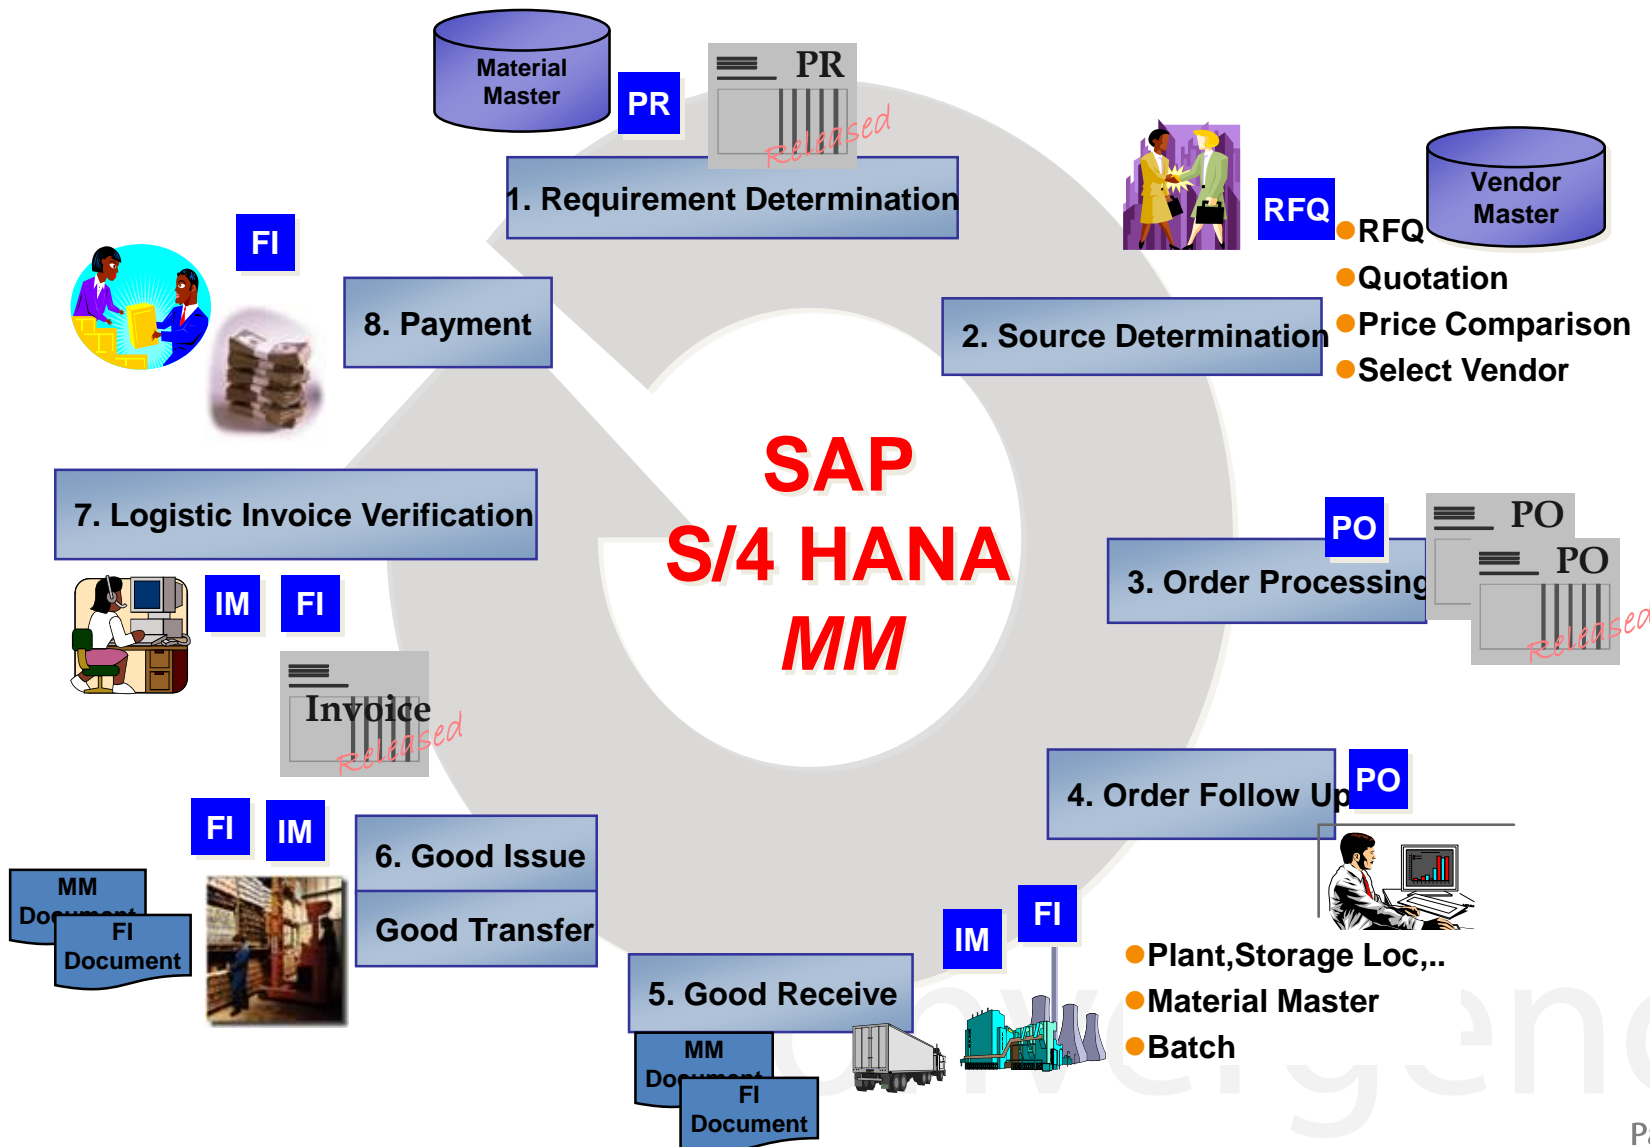 Material
Master
PR
PR
Released
1. Requirement Determination
RFQ
Vendor
Master
RFQ
Quotation
Price Comparison
Select Vendor
2. Source Determination
FI
8. Payment
SAP
S/4 HANA
MM
7. Logistic Invoice Verification
PO
PO
PO
Released
3. Order Processing
IM
FI
Invoice
Released
4. Order Follow Up
PO
FI
IM
6. Good Issue
Good Transfer
MM
Document
FI
Document
IM
FI
5. Good Receive
Plant,Storage Loc,..
Material Master
Batch
MM
Document
FI
Document